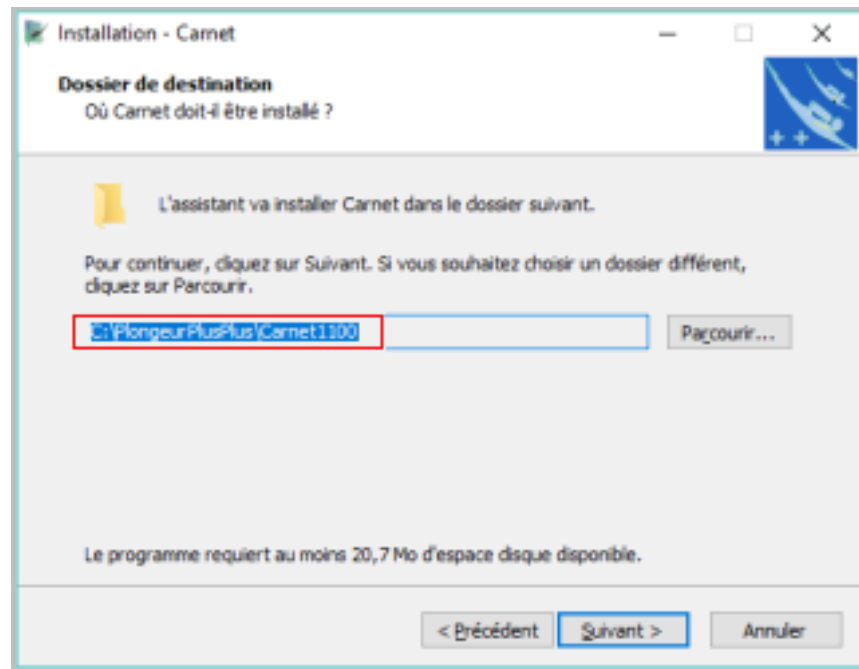 Installation - Carnet
Dossier de destination
Où Carnet doit-il être installé ?
L'assistant va installer Carnet dans le dossier suivant.
Pour continuer, cliquez sur Suivant. Si vous souhaitez choisir un dossier différent,
cliquez sur Parcourir.
C:\PlongeurPlusPlus\Carnet1100
Parcourir...
Le programme requiert au moins 20,7 Mo d'espace disque disponible.
< Précédent Suivant > Annuler